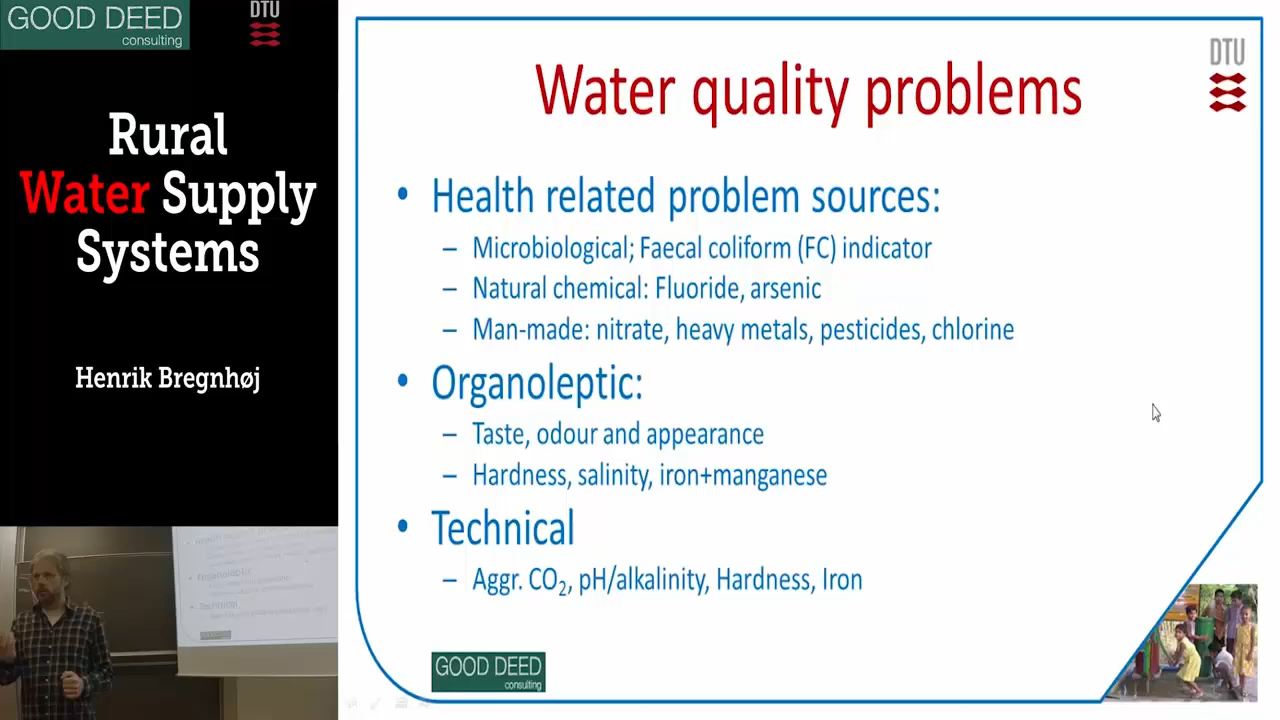 GOOD DEED
consulting
DTU
Rural
Water Supply
Systems
Henrik Bregnhøj
DTU
Water quality problems
• Health related problem sources:
– Microbiological; Faecal coliform (FC) indicator
– Natural chemical: Fluoride, arsenic
– Man-made: nitrate, heavy metals, pesticides, chlorine
• Organoleptic:
– Taste, odour and appearance
– Hardness, salinity, iron+manganese
• Technical
– Aggr. CO₂, pH/alkalinity, Hardness, Iron
GOOD DEED
consulting
Organoleptic
Technical